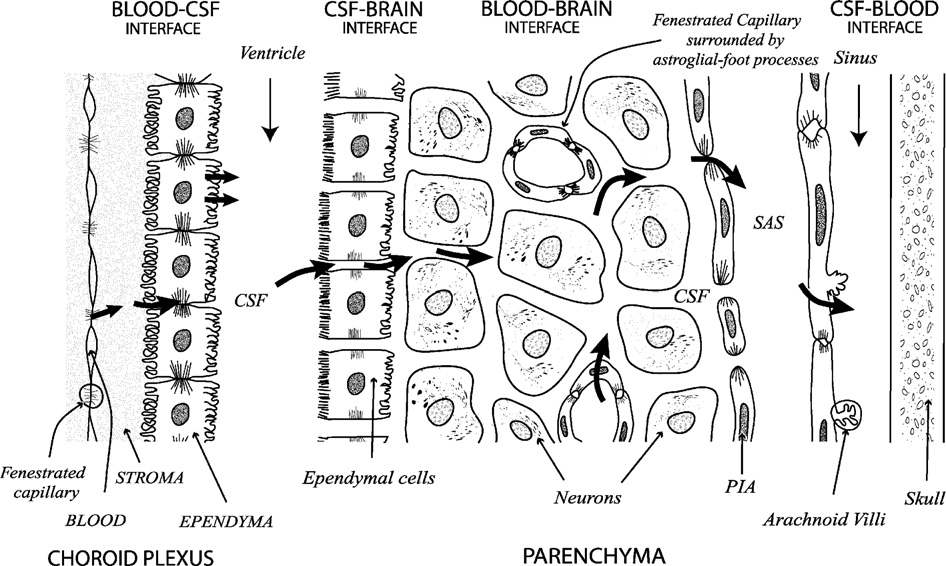 BLOOD-CSF
INTERFACE
CSF-BRAIN
INTERFACE
BLOOD-BRAIN
INTERFACE
CSF-BLOOD
INTERFACE
Fenestrated Capillary
surrounded by
astroglial-foot processes
Ventricle
Sinus
SAS
CSF
CSF
Fenestrated
capillary
STROMA
BLOOD
EPENDYMA
Ependymal cells
Neurons
PIA
Arachnoid Villi
Skull
CHOROID PLEXUS
PARENCHYMA